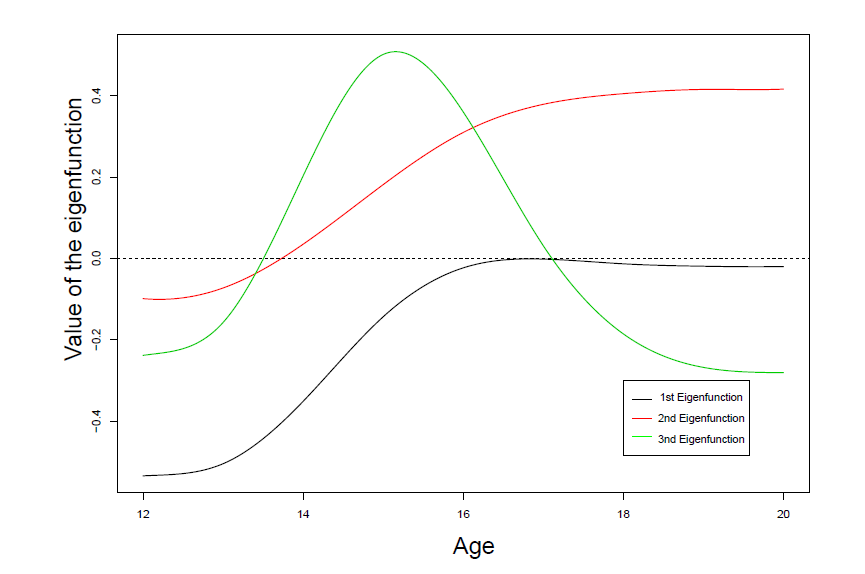 Value of the eigenfunction
0.4
0.2
0.0
−0.2
−0.4
1st Eigenfunction
2nd Eigenfunction
3nd Eigenfunction
12 14 16 18 20
Age